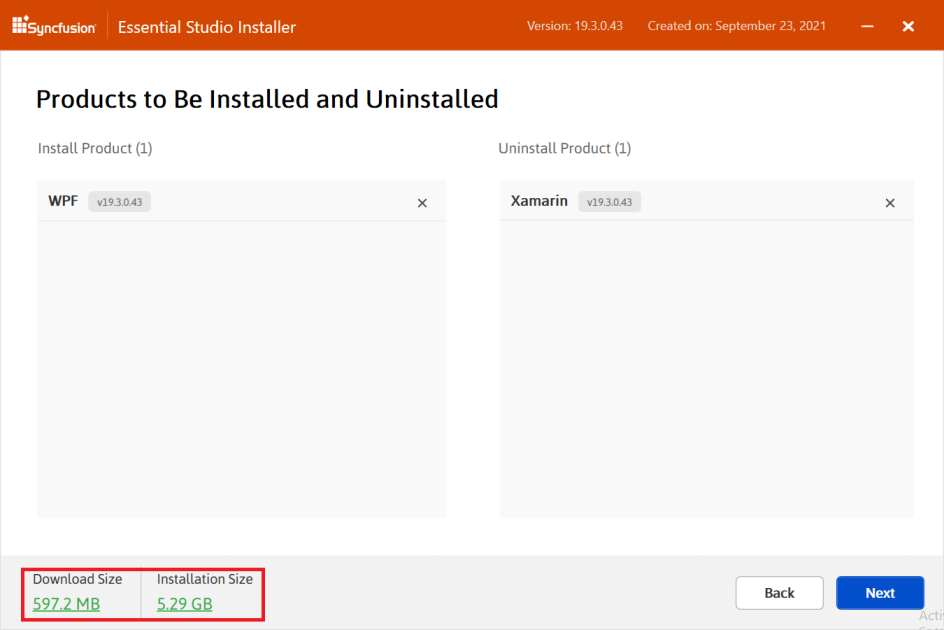 Syncfusion Essential Studio Installer Version: 19.3.0.43 Created on: September 23, 2021
Products to Be Installed and Uninstalled
Install Product (1) Uninstall Product (1)
WPF v19.3.0.43 Xamarin v19.3.0.43
Download Size Installation Size
597.2 MB 5.29 GB
Back Next